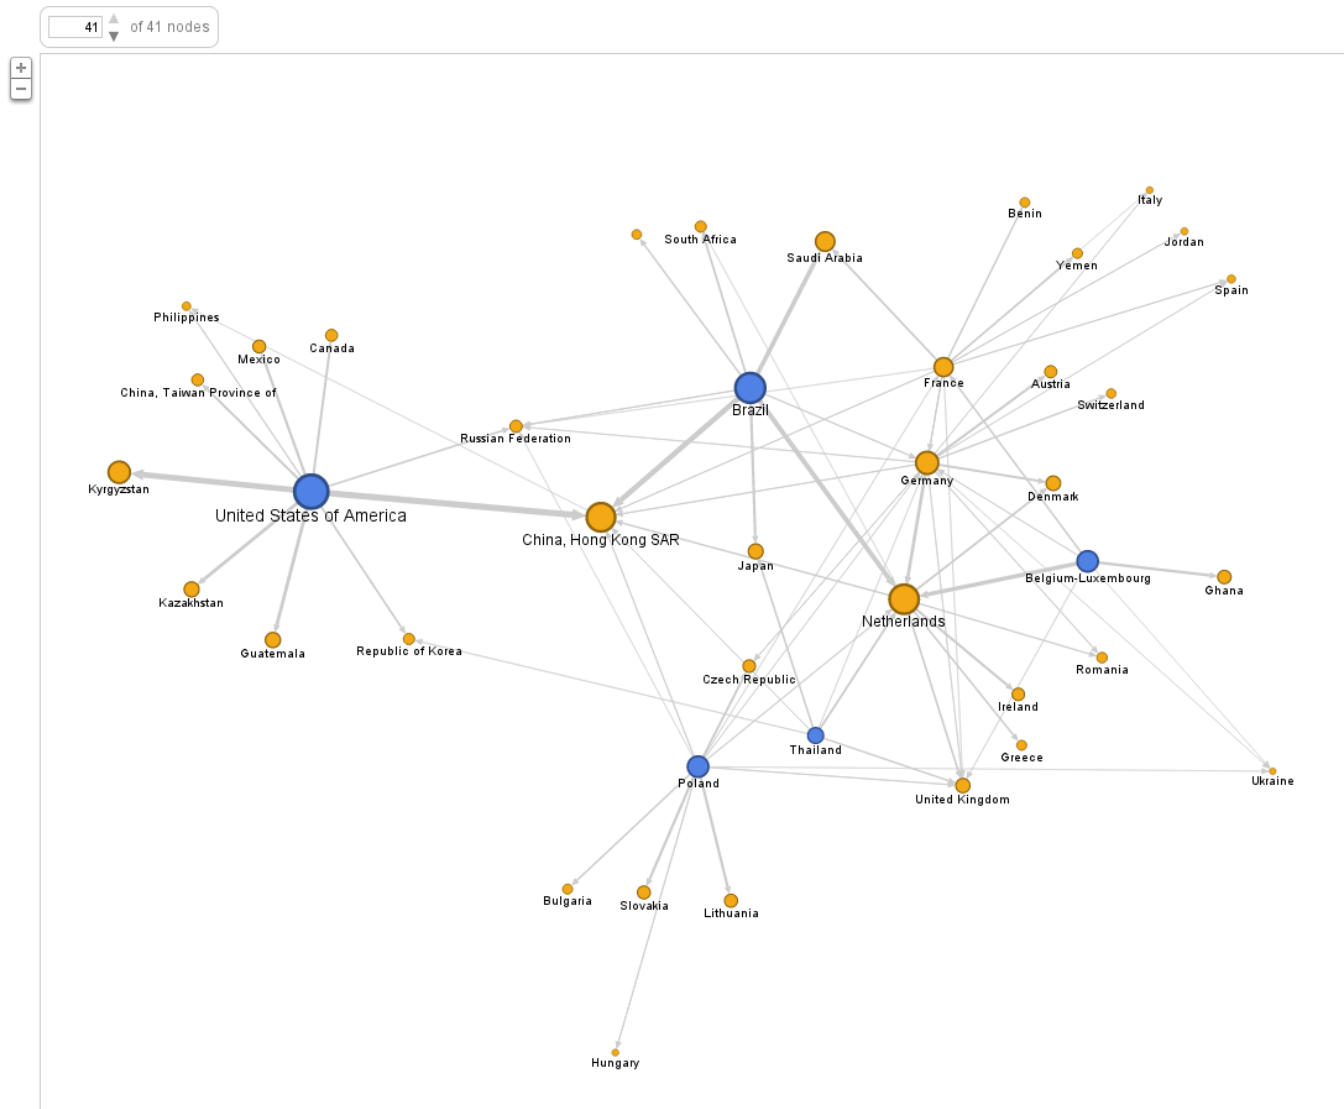 41 of 41 nodes
+
−
Italy
Benin
South Africa
Jordan
Saudi Arabia
Yemen
Spain
Philippines
Canada
Mexico
France
Austria
China, Taiwan Province of
Switzerland
Brazil
Russian Federation
Germany
Kyrgyzstan
Denmark
United States of America
China, Hong Kong SAR
Japan
Belgium-Luxembourg
Ghana
Kazakhstan
Netherlands
Republic of Korea
Guatemala
Romania
Czech Republic
Ireland
Thailand
Greece
Ukraine
Poland
United Kingdom
Bulgaria
Slovakia
Lithuania
Hungary